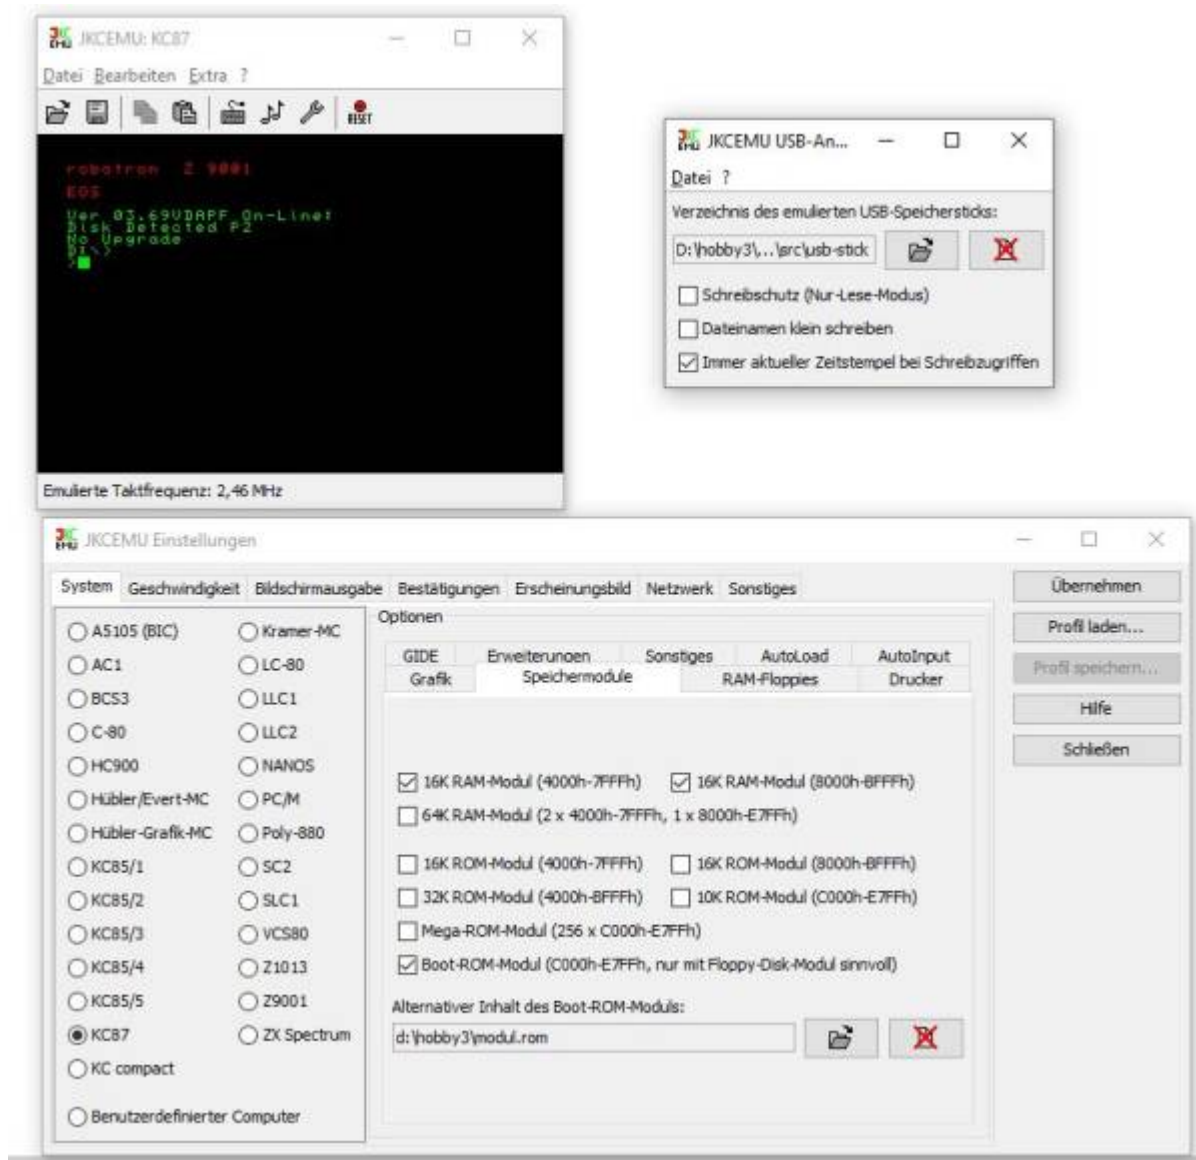 JKCEMU: KC87
Datei Bearbeiten Extra ?
RESET
robotron Z 9001
EOS
Ver 03.69VDAPF On-Line:
Disk Detected P2
No Upgrade
D:\>
Emulierte Taktfrequenz: 2,46 MHz
JKCEMU USB-An...
Datei ?
Verzeichnis des emulierten USB-Speichersticks:
D:\hobby3\...\src\usb-stick
Schreibschutz (Nur-Lese-Modus)
Dateinamen klein schreiben
Immer aktueller Zeitstempel bei Schreibzugriffen
JKCEMU Einstellungen
System Geschwindigkeit Bildschirmausgabe Bestätigungen Erscheinungsbild Netzwerk Sonstiges
A5105 (BIC)
AC1
BCS3
C-80
HC900
Hübler/Evert-MC
Hübler-Grafik-MC
KC85/1
KC85/2
KC85/3
KC85/4
KC85/5
KC87
KC compact
Benutzerdefinierter Computer
Kramer-MC
LC-80
LLC1
LLC2
NANOS
PC/M
Poly-880
SC2
SLC1
VCS80
Z1013
Z9001
ZX Spectrum
Optionen
GIDE Erweiterungen Sonstiges AutoLoad AutoInput
Grafik Speichermodule RAM-Floppies Drucker
16K RAM-Modul (4000h-7FFFh) 16K RAM-Modul (8000h-BFFFh)
64K RAM-Modul (2 x 4000h-7FFFh, 1 x 8000h-E7FFh)
16K ROM-Modul (4000h-7FFFh) 16K ROM-Modul (8000h-BFFFh)
32K ROM-Modul (4000h-BFFFh) 10K ROM-Modul (C000h-E7FFh)
Mega-ROM-Modul (256 x C000h-E7FFh)
Boot-ROM-Modul (C000h-E7FFh, nur mit Floppy-Disk-Modul sinnvoll)
Alternativer Inhalt des Boot-ROM-Moduls:
d:\hobby3\modul.rom
Übernehmen
Profil laden...
Profil speichern...
Hilfe
Schließen